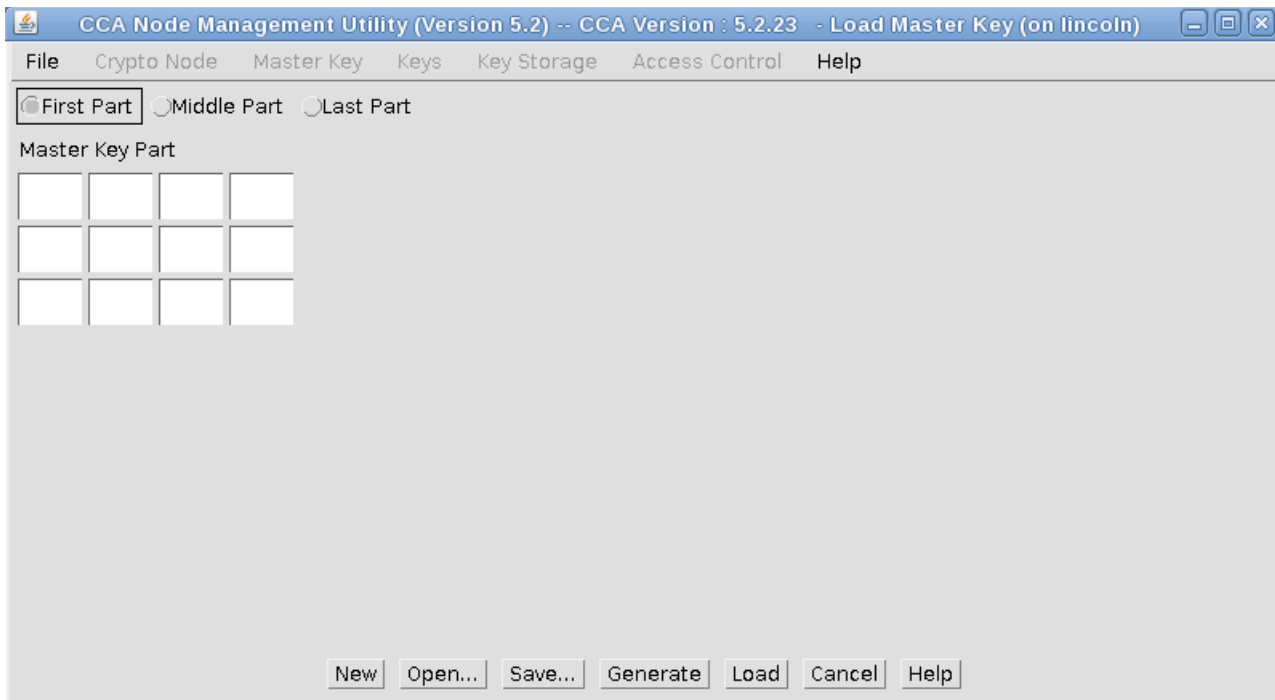 CCA Node Management Utility (Version 5.2) -- CCA Version : 5.2.23 - Load Master Key (on lincoln)
File Crypto Node Master Key Keys Key Storage Access Control Help
First Part Middle Part Last Part
Master Key Part
New Open... Save... Generate Load Cancel Help